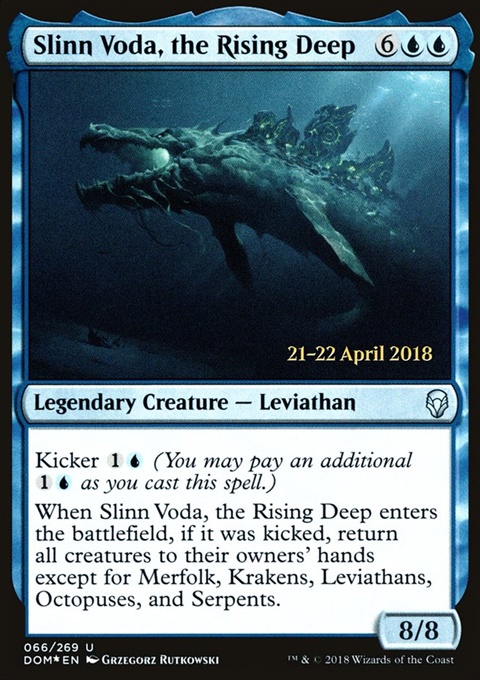 Slinn Voda, the Rising Deep 6
21–22 April 2018
Legendary Creature — Leviathan
Kicker 1 (You may pay an additional
1 as you cast this spell.)
When Slinn Voda, the Rising Deep enters
the battlefield, if it was kicked, return
all creatures to their owners' hands
except for Merfolk, Krakens, Leviathans,
Octopuses, and Serpents.
8/8
066/269 U
DOM★EN Grzegorz Rutkowski
™ & © 2018 Wizards of the Coast